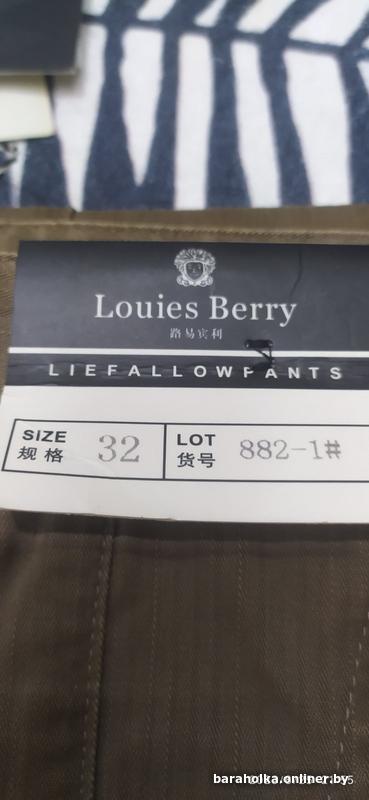 Louies Berry
路易宾利
LIEFALLOWPANTS
SIZE 32 LOT 882-1#
规格 货号
baraholka.onliner.by